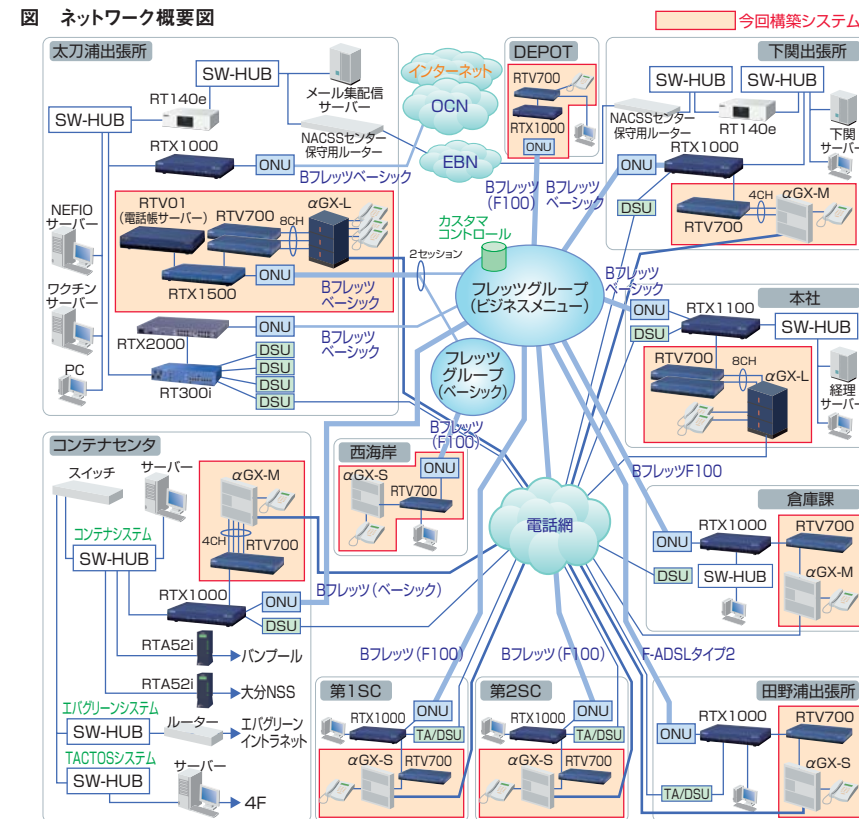 図　ネットワーク概要図
今回構築システム
太刀浦出張所
SW-HUB
RT140e
SW-HUB
メール集配信
サーバー
NACSSセンター
保守用ルーター
RTX1000
ONU
インターネット
OCN
EBN
Bフレッツベーシック
NEFIO
サーバー
ワクチン
サーバー
PC
RTV01
(電話帳サーバー)
RTV700
8CH
αGX-L
RTX1500
ONU
Bフレッツ
ベーシック
RTX2000
ONU
Bフレッツ
ベーシック
RT300i
DSU
DSU
DSU
DSU
2セッション
カスタマ
コントロール
フレッツグループ
(ビジネスメニュー)
フレッツ
グループ
(ベーシック)
DEPOT
RTV700
RTX1000
ONU
Bフレッツ
(F100)
Bフレッツ
ベーシック
下関出張所
SW-HUB
SW-HUB
NACSSセンター
保守用ルーター
RT140e
下関
サーバー
RTX1000
ONU
DSU
RTV700
4CH
αGX-M
Bフレッツ
ベーシック
本社
ONU
DSU
RTX1100
SW-HUB
RTV700
8CH
αGX-L
経理
サーバー
コンテナセンタ
スイッチ
サーバー
αGX-M
コンテナシステム
SW-HUB
4CH
RTV700
RTX1000
ONU
DSU
Bフレッツ(ベーシック)
RTA52i
バンプール
RTA52i
大分NSS
エバグリーンシステム
SW-HUB
ルーター
エバグリーン
イントラネット
TACTOSシステム
SW-HUB
サーバー
4F
西海岸
Bフレッツ
(F100)
αGX-S
ONU
RTV700
電話網
BフレッツF100
倉庫課
ONU
RTX1000
RTV700
DSU
SW-HUB
αGX-M
Bフレッツ(F100)
Bフレッツ(F100)
F-ADSLタイプ2
第1SC
RTX1000
ONU
TA/DSU
αGX-S
RTV700
第2SC
RTX1000
ONU
TA/DSU
αGX-S
RTV700
田野浦出張所
ONU
RTX1000
RTV700
TA/DSU
αGX-S